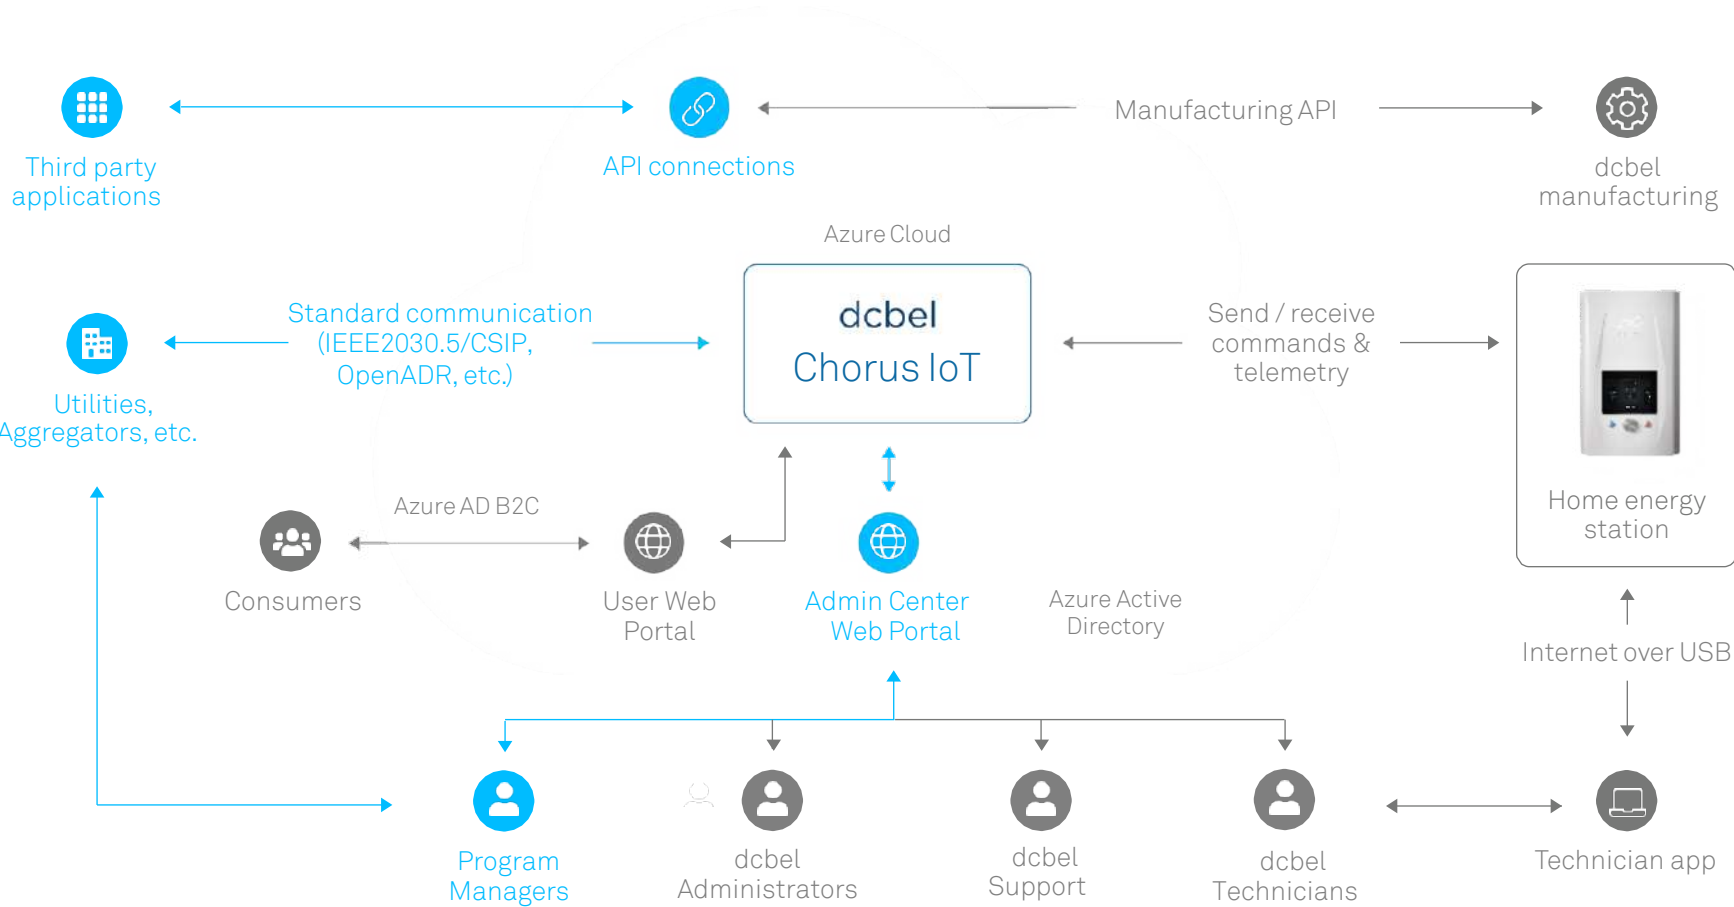 Third party
applications
API connections
Manufacturing API
dcbel
manufacturing
Azure Cloud
dcbel
Chorus IoT
Standard communication
(IEEE2030.5/CSIP,
OpenADR, etc.)
Utilities,
Aggregators, etc.
Send / receive
commands &
telemetry
Home energy
station
Azure AD B2C
Consumers
User Web
Portal
Admin Center
Web Portal
Azure Active
Directory
Internet over USB
Program
Managers
dcbel
Administrators
dcbel
Support
dcbel
Technicians
Technician app